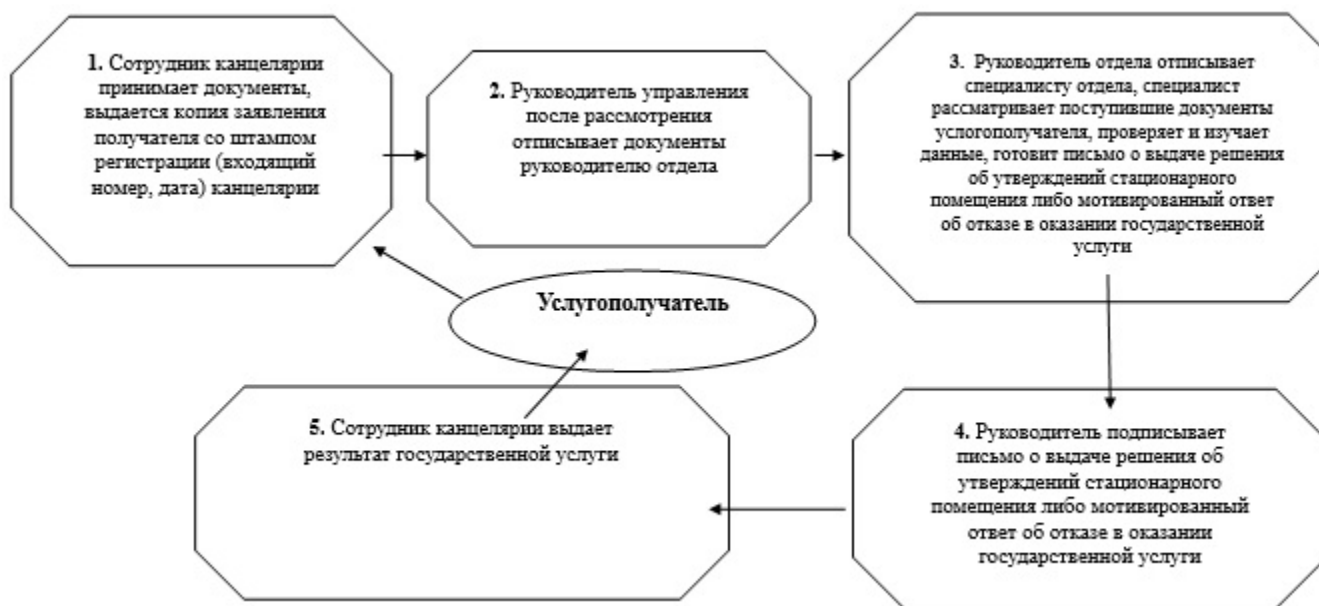 1. Сотрудник канцелярии
принимает документы,
выдается копия заявления
получателя со штампом
регистрации (входящий
номер, дата) канцелярии
2. Руководитель управления
после рассмотрения
отписывает документы
руководителю отдела
3. Руководитель отдела отписывает
специалисту отдела, специалист
рассматривает поступившие документы
услогополучателя, проверяет и изучает
данные, готовит письмо о выдаче решения
об утверждений стационарного
помещения либо мотивированный ответ
об отказе в оказании государственной
услуги
Услугополучатель
4. Руководитель подписывает
письмо о выдаче решения об
утверждений стационарного
помещения либо мотивированный
ответ об отказе в оказании
государственной услуги
5. Сотрудник канцелярии выдает
результат государственной услуги